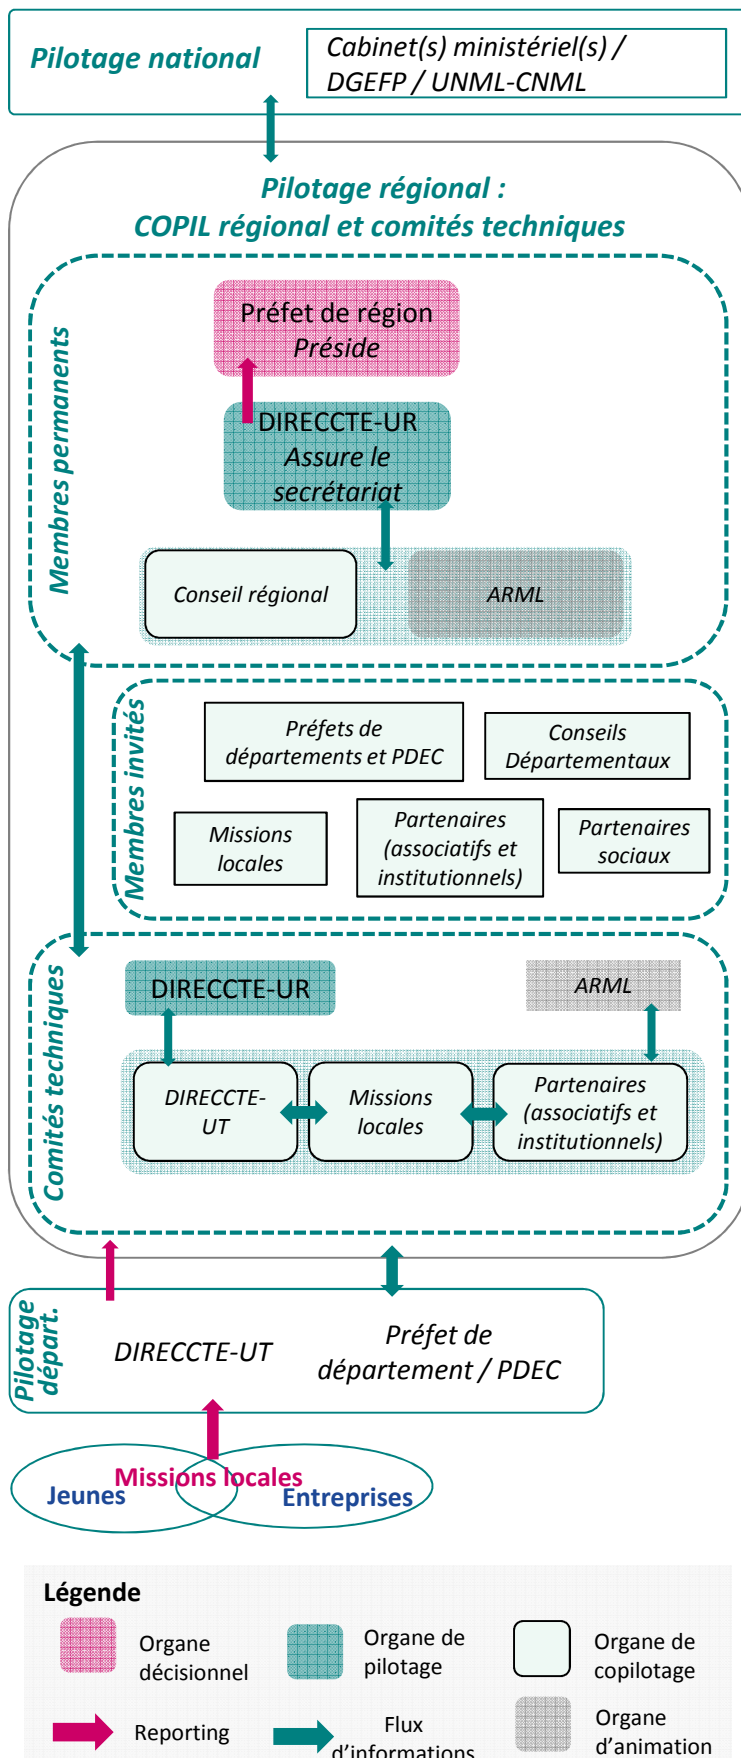 Pilotage national
Cabinet(s) ministériel(s) /
DGEFP / UNML-CNML
Pilotage régional :
COPIL régional et comités techniques
Membres permanents
Préfet de région
Préside
DIRECCTE-UR
Assure le
secrétariat
Conseil régional
ARML
Membres invités
Préfets de
départements et PDEC
Conseils
Départementaux
Missions
locales
Partenaires
(associatifs et
institutionnels)
Partenaires
sociaux
Comités techniques
DIRECCTE-UR
ARML
DIRECCTE-
UT
Missions
locales
Partenaires
(associatifs et
institutionnels)
Pilotage
départ.
DIRECCTE-UT
Préfet de
département / PDEC
Missions locales
Jeunes
Entreprises
Légende
Organe
décisionnel
Organe de
pilotage
Organe de
copilotage
Reporting
Flux
d'informations
Organe
d'animation